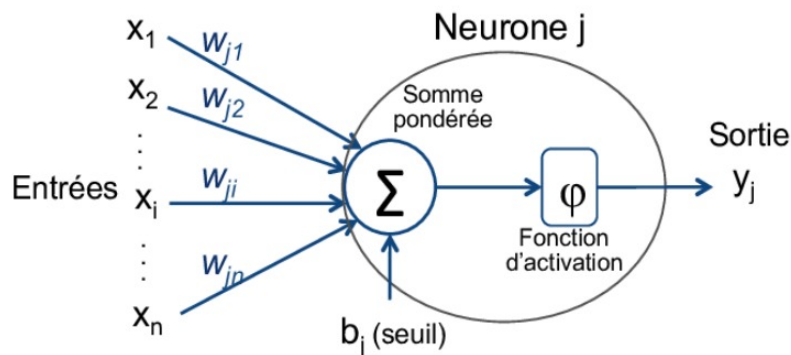 Neurone j
x1
wj1
x2
wj2
Somme
pondérée
Sortie
yj
Entrées
xi
wji
Σ
φ
Fonction
d'activation
wjn
xn
bj (seuil)